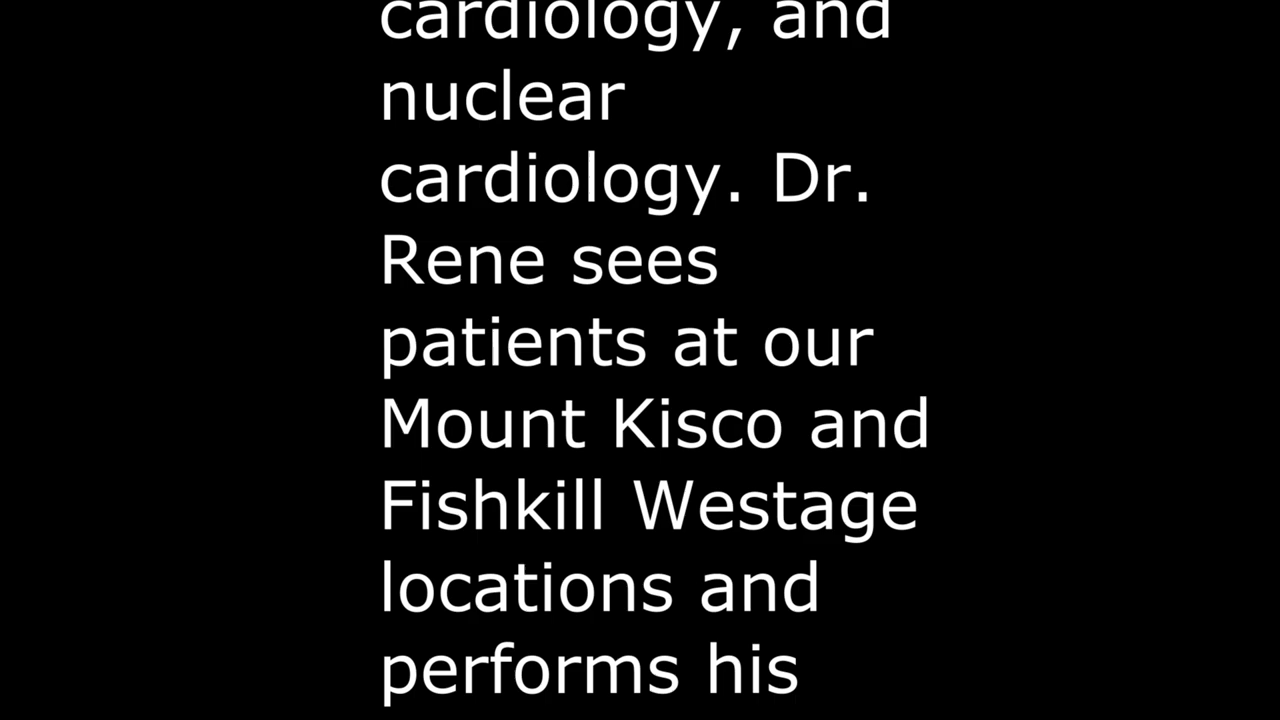 cardiology, and
nuclear
cardiology. Dr.
Rene sees
patients at our
Mount Kisco and
Fishkill Westage
locations and
performs his